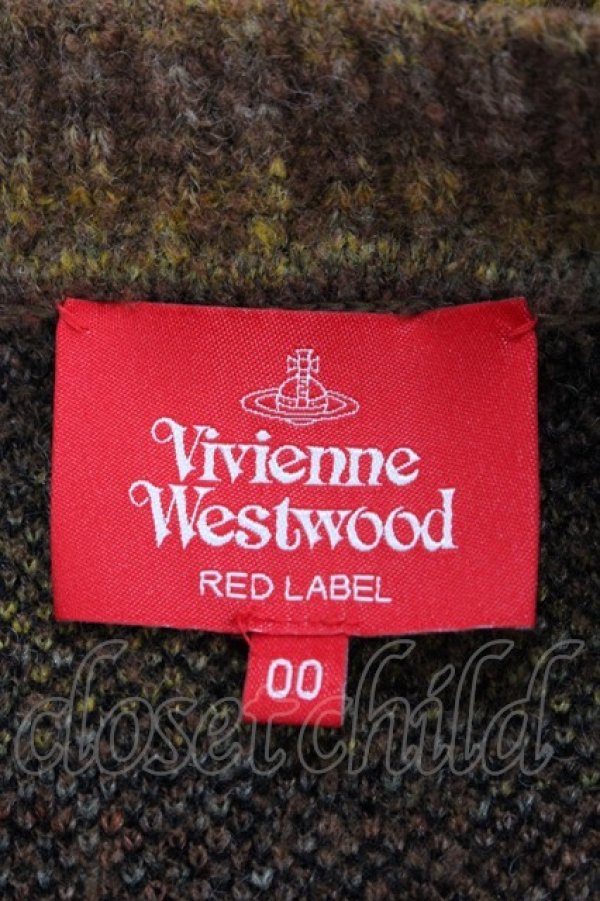 Vivienne
Westwood
RED LABEL
00
closet child